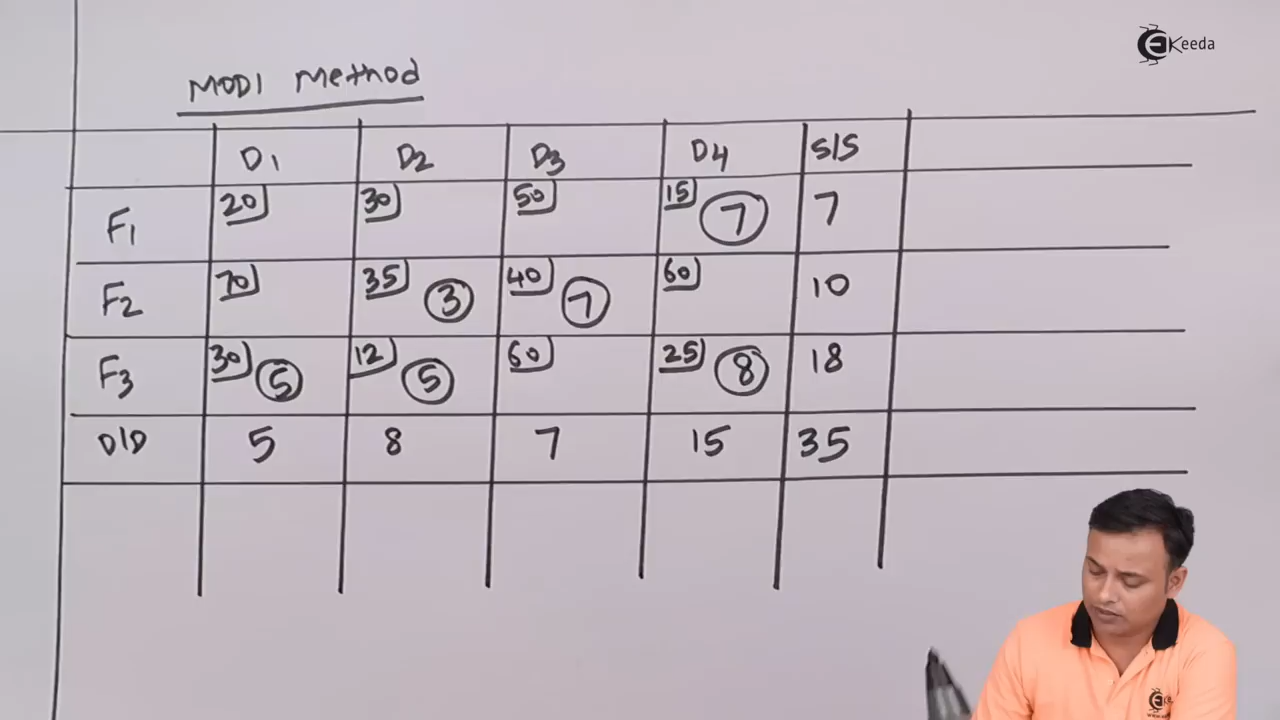 EKeeda
MODI Method
D1 D2 D3 D4 S/S
F1 20 30 50 15 7 7
F2 70 35 3 40 7 60 10
F3 30 5 12 5 60 25 8 18
D/D 5 8 7 15 35